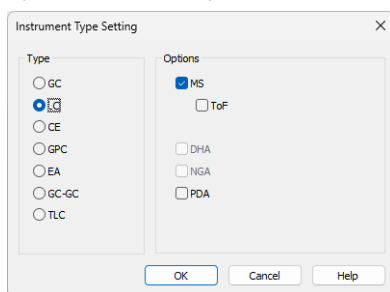 Instrument Type Setting
Type
GC
LC
CE
GPC
EA
GC-GC
TLC
Options
MS
ToF
DHA
NGA
PDA
OK
Cancel
Help